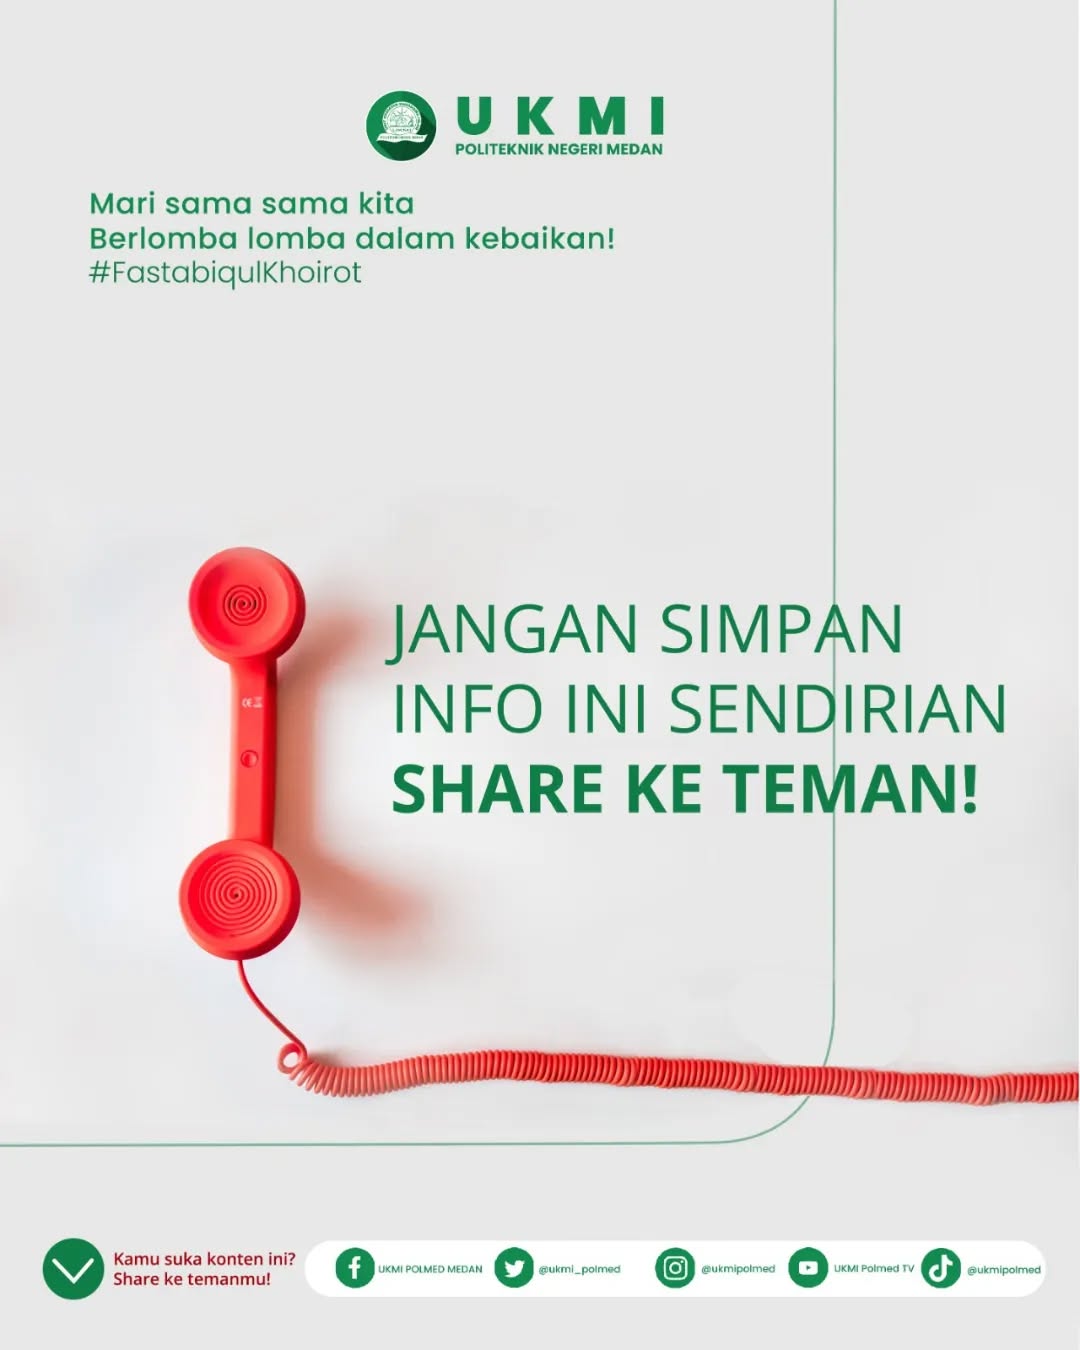 UKMI
POLITEKNIK NEGERI MEDAN
Mari sama sama kita
Berlomba lomba dalam kebaikan!
#FastabiqulKhoirot
JANGAN SIMPAN
INFO INI SENDIRIAN
SHARE KE TEMAN!
Kamu suka konten ini?
Share ke temanmu!
UKMI POLMED MEDAN
@ukmi_polmed
@ukmipolmed
UKMI Polmed TV
@ukmipolmed